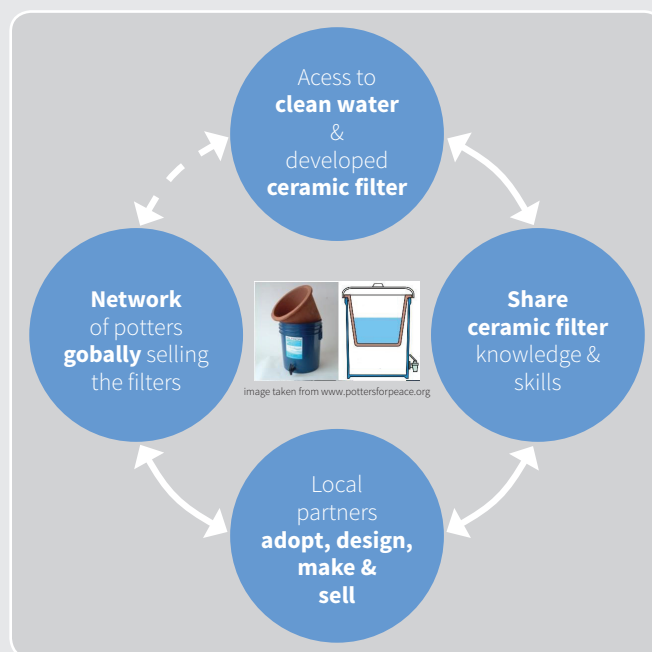 Acess to
clean water
&
developed
ceramic filter
Network
of potters
gobally selling
the filters
Share
ceramic filter
knowledge &
skills
image taken from www.pottersforpeace.org
Local
partners
adopt, design,
make &
sell